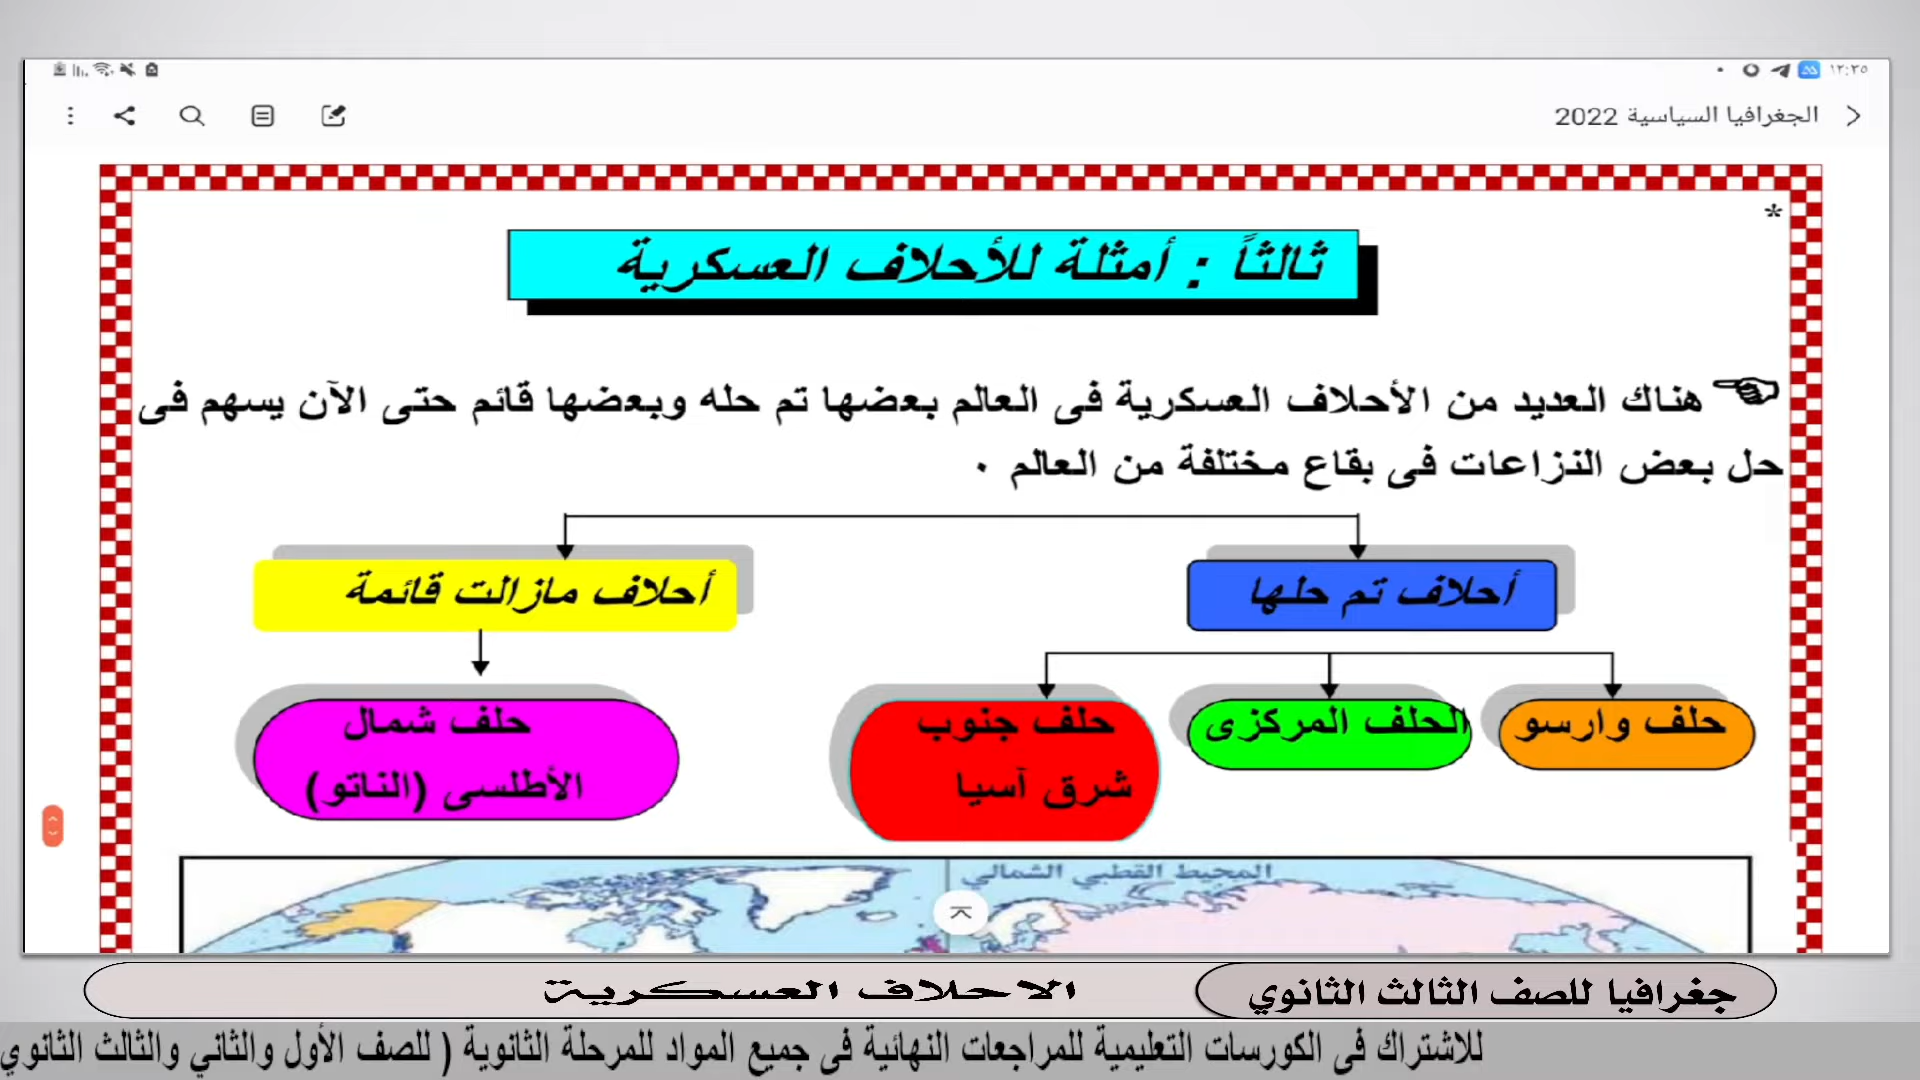 ١٢:٣٥
الجغرافيا السياسية 2022
*
ثالثاً : أمثلة للأحلاف العسكرية
هناك العديد من الأحلاف العسكرية فى العالم بعضها تم حله وبعضها قائم حتى الآن يسهم فى
حل بعض النزاعات فى بقاع مختلفة من العالم ٠
أحلاف تم حلها
أحلاف مازالت قائمة
حلف وارسو
الحلف المركزى
حلف جنوب
شرق آسيا
حلف شمال
الأطلسى (الناتو)
المحيط القطبي الشمالي
جغرافيا للصف الثالث الثانوي
الاحلاف العسكرية
للاشتراك فى الكورسات التعليمية للمراجعات النهائية فى جميع المواد للمرحلة الثانوية ( للصف الأول والثاني والثالث الثانوي